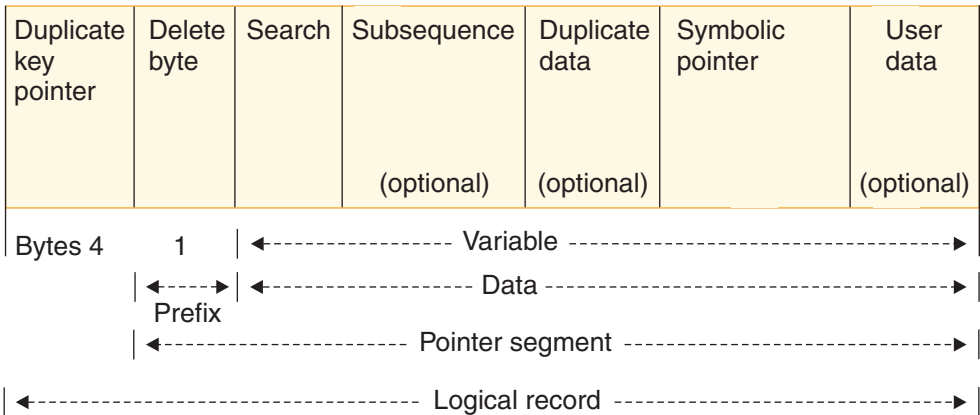 Duplicate key pointer
Delete byte
Search
Subsequence (optional)
Duplicate data (optional)
Symbolic pointer
User data (optional)
Bytes 4 1 Variable
Data
Prefix
Pointer segment
Logical record